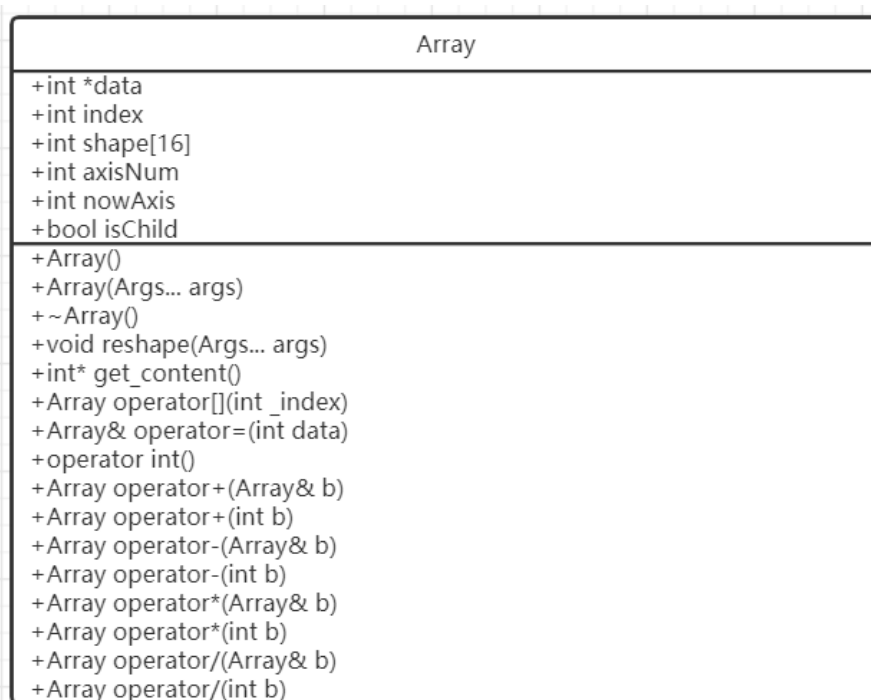 Array
+int *data
+int index
+int shape[16]
+int axisNum
+int nowAxis
+bool isChild
+Array()
+Array(Args... args)
+~Array()
+void reshape(Args... args)
+int* get_content()
+Array operator[](int _index)
+Array& operator=(int data)
+operator int()
+Array operator+(Array& b)
+Array operator+(int b)
+Array operator-(Array& b)
+Array operator-(int b)
+Array operator*(Array& b)
+Array operator*(int b)
+Array operator/(Array& b)
+Array operator/(int b)